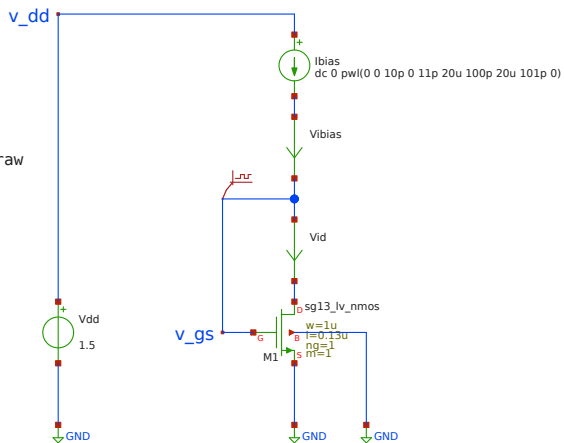 v_dd
+
Ibias
dc 0 pwl(0 0 10p 0 11p 20u 100p 20u 101p 0)
Vibias
raw
Vid
+
Vdd
1.5
D
sg13_lv_nmos
v_gs
G
B
w=1u
l=0.13u
ng=1
S
m=1
M1
GND
GND
GND